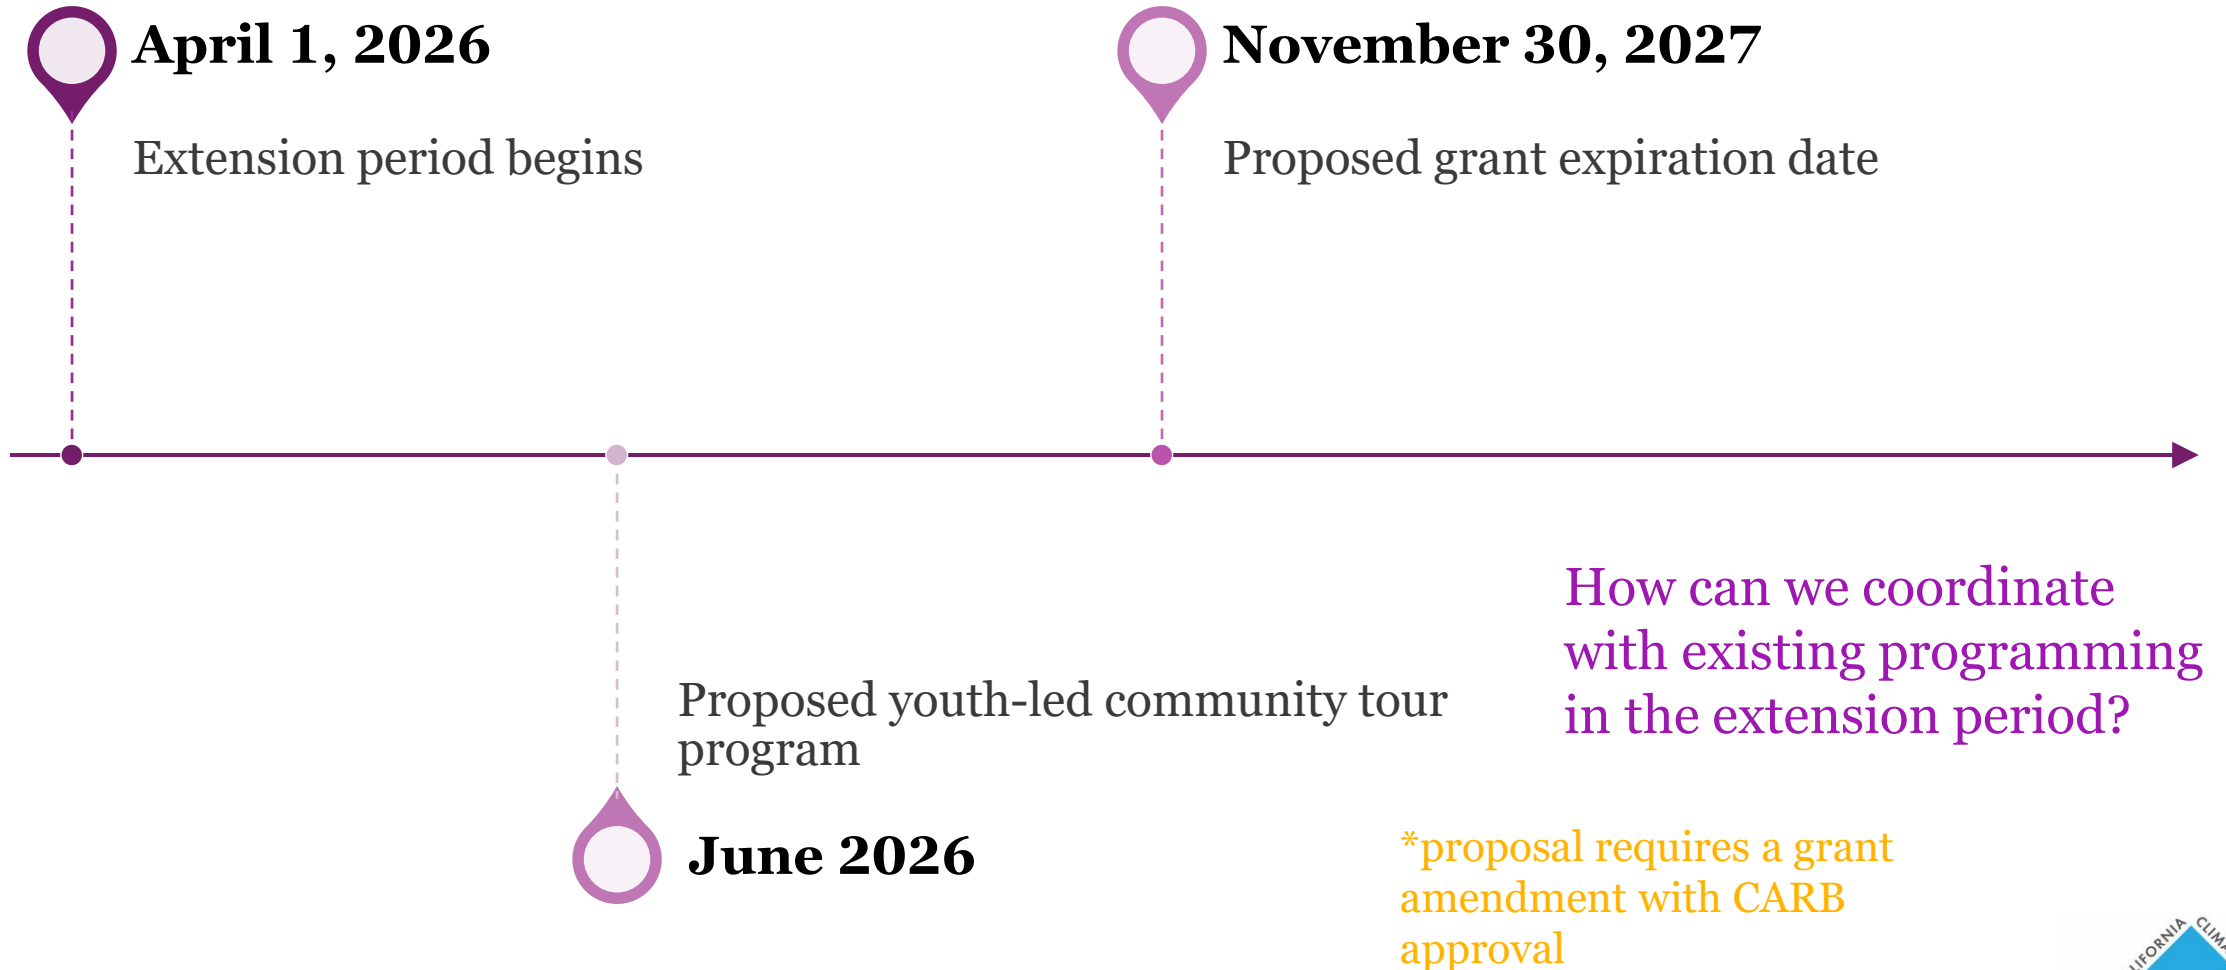 April 1, 2026
Extension period begins
November 30, 2027
Proposed grant expiration date
Proposed youth-led community tour
program
June 2026
How can we coordinate
with existing programming
in the extension period?
*proposal requires a grant
amendment with CARB
approval